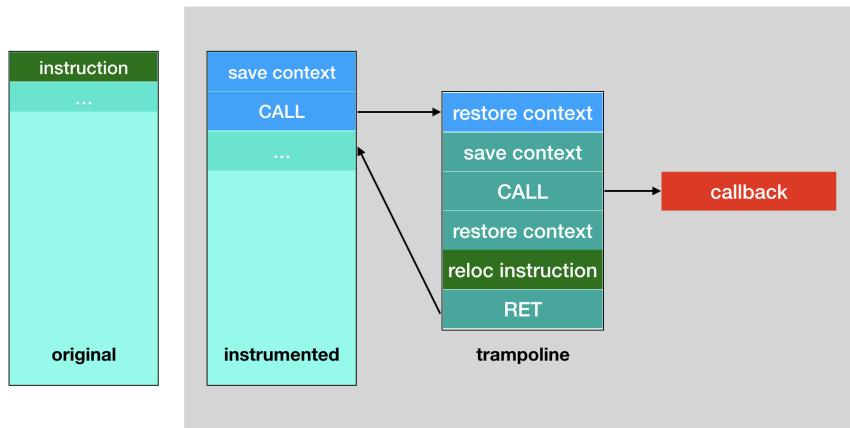 instruction
...
original
save context
CALL
...
instrumented
restore context
save context
CALL
restore context
reloc instruction
RET
trampoline
callback